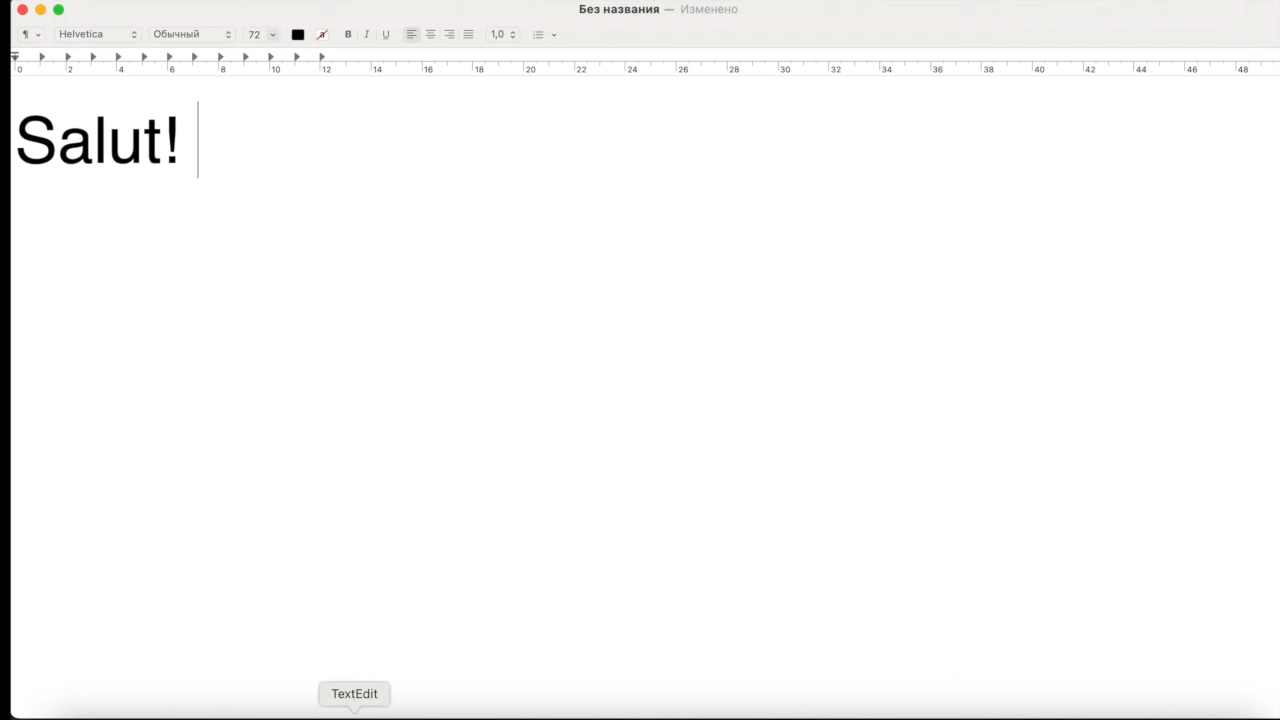 Без названия — Изменено
¶ Helvetica Обычный 72 a B I U 1,0
0 2 4 6 8 10 12 14 16 18 20 22 24 26 28 30 32 34 36 38 40 42 44 46 48
Salut!
TextEdit